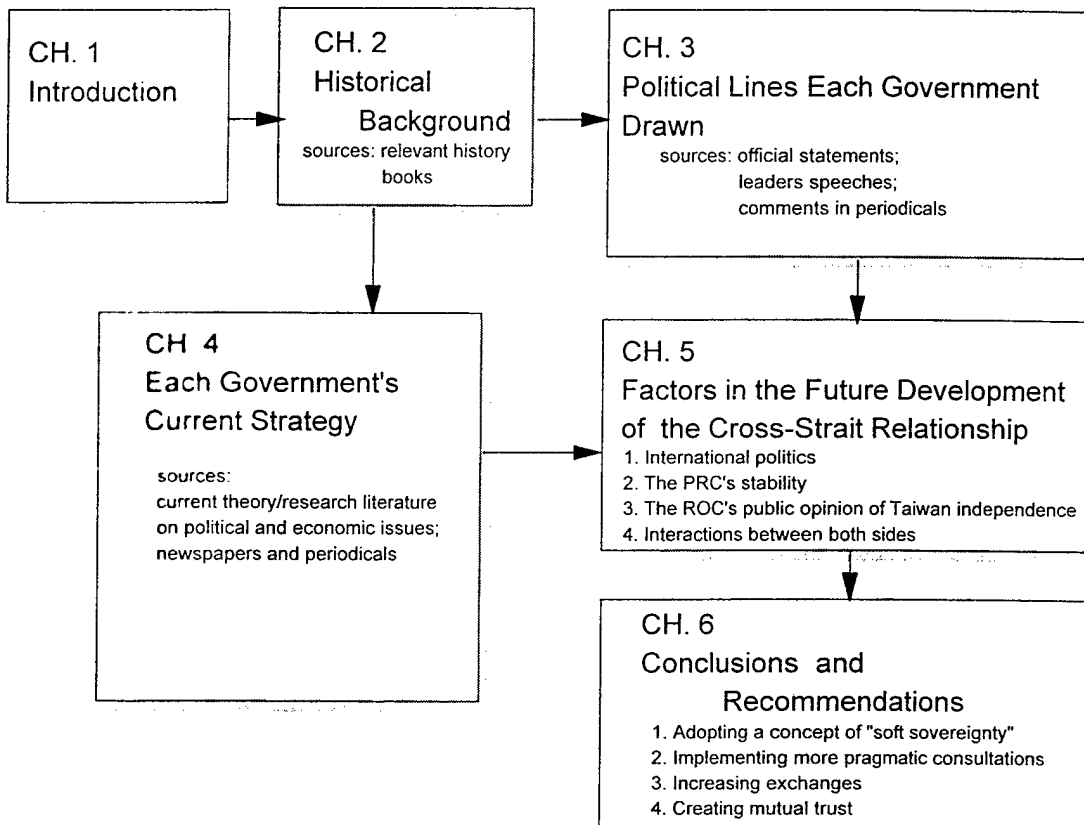 CH. 1
Introduction
CH. 2
Historical
Background
sources: relevant history
books
CH. 3
Political Lines Each Government
Drawn
sources: official statements;
leaders speeches;
comments in periodicals
CH 4
Each Government's
Current Strategy
sources:
current theory/research literature
on political and economic issues;
newspapers and periodicals
CH. 5
Factors in the Future Development
of the Cross-Strait Relationship
1. International politics
2. The PRC's stability
3. The ROC's public opinion of Taiwan independence
4. Interactions between both sides
CH. 6
Conclusions and
Recommendations
1. Adopting a concept of "soft sovereignty"
2. Implementing more pragmatic consultations
3. Increasing exchanges
4. Creating mutual trust